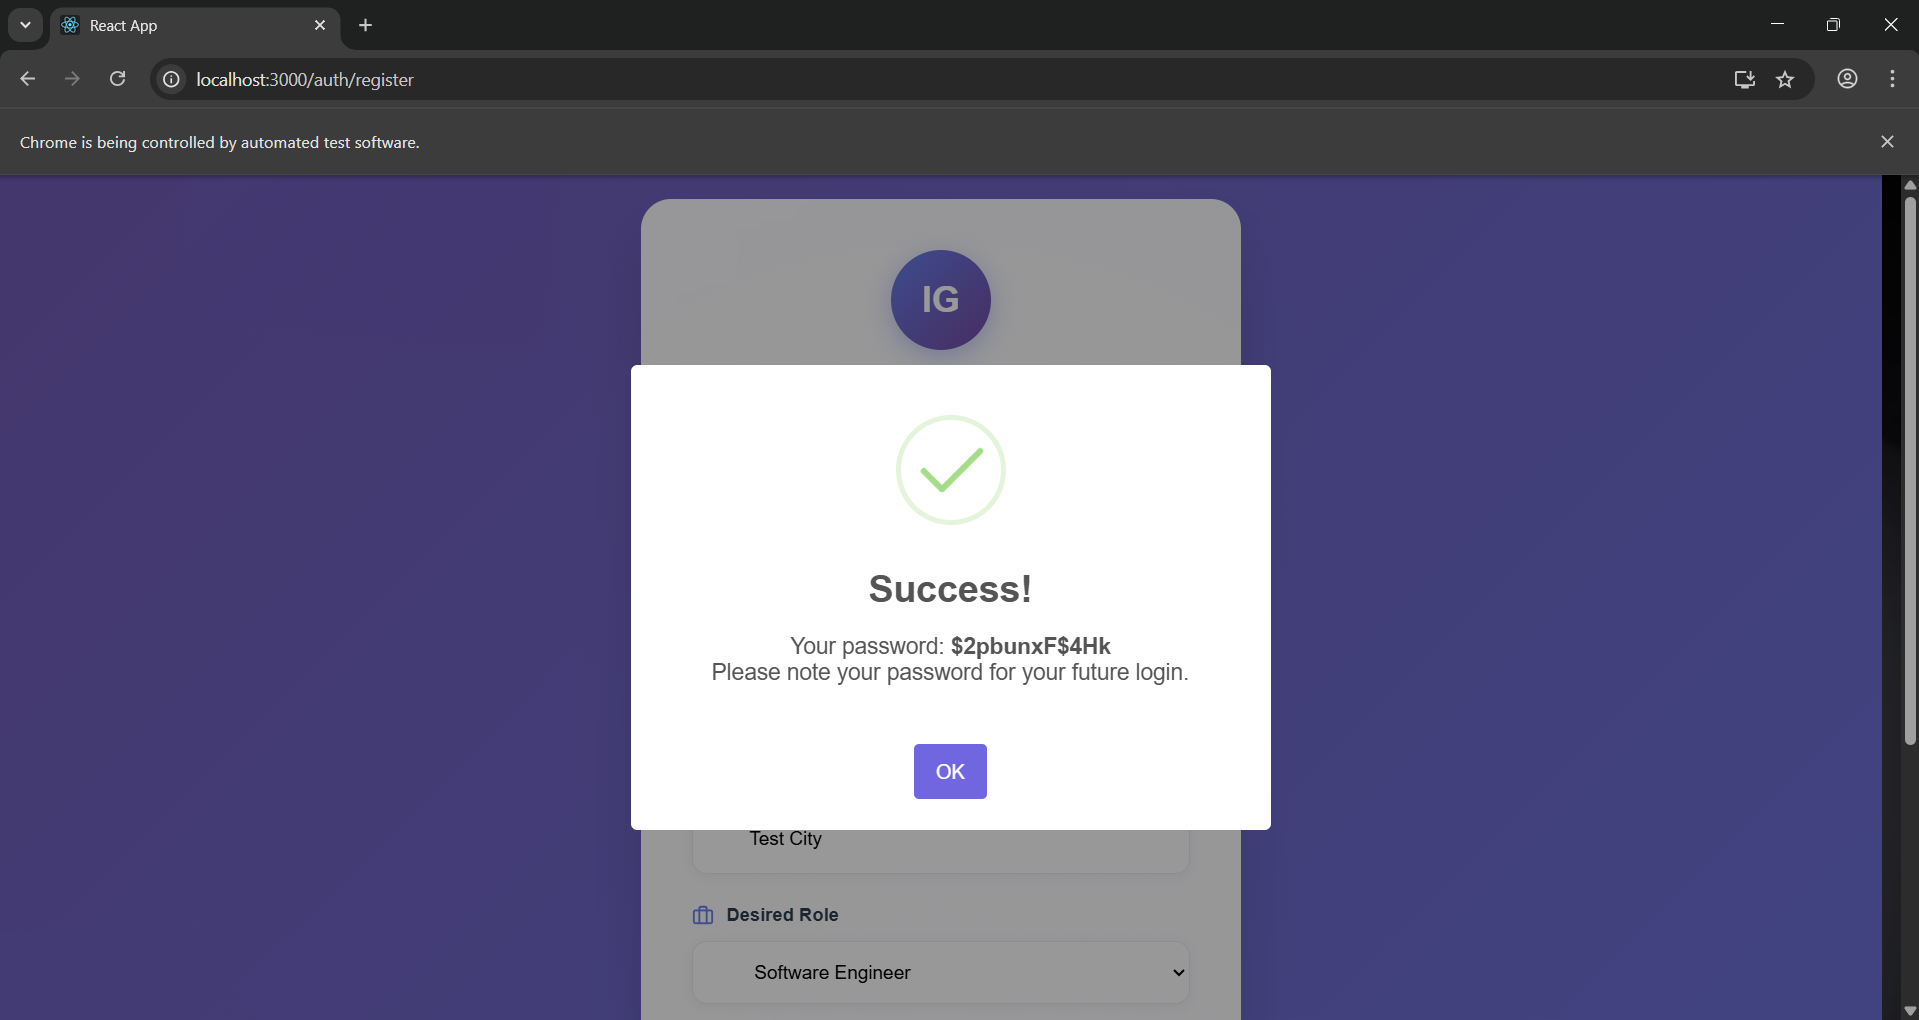 React App
localhost:3000/auth/register
Chrome is being controlled by automated test software.
IG
Success!
Your password: $2pbunxF$4Hk
Please note your password for your future login.
OK
Test City
Desired Role
Software Engineer